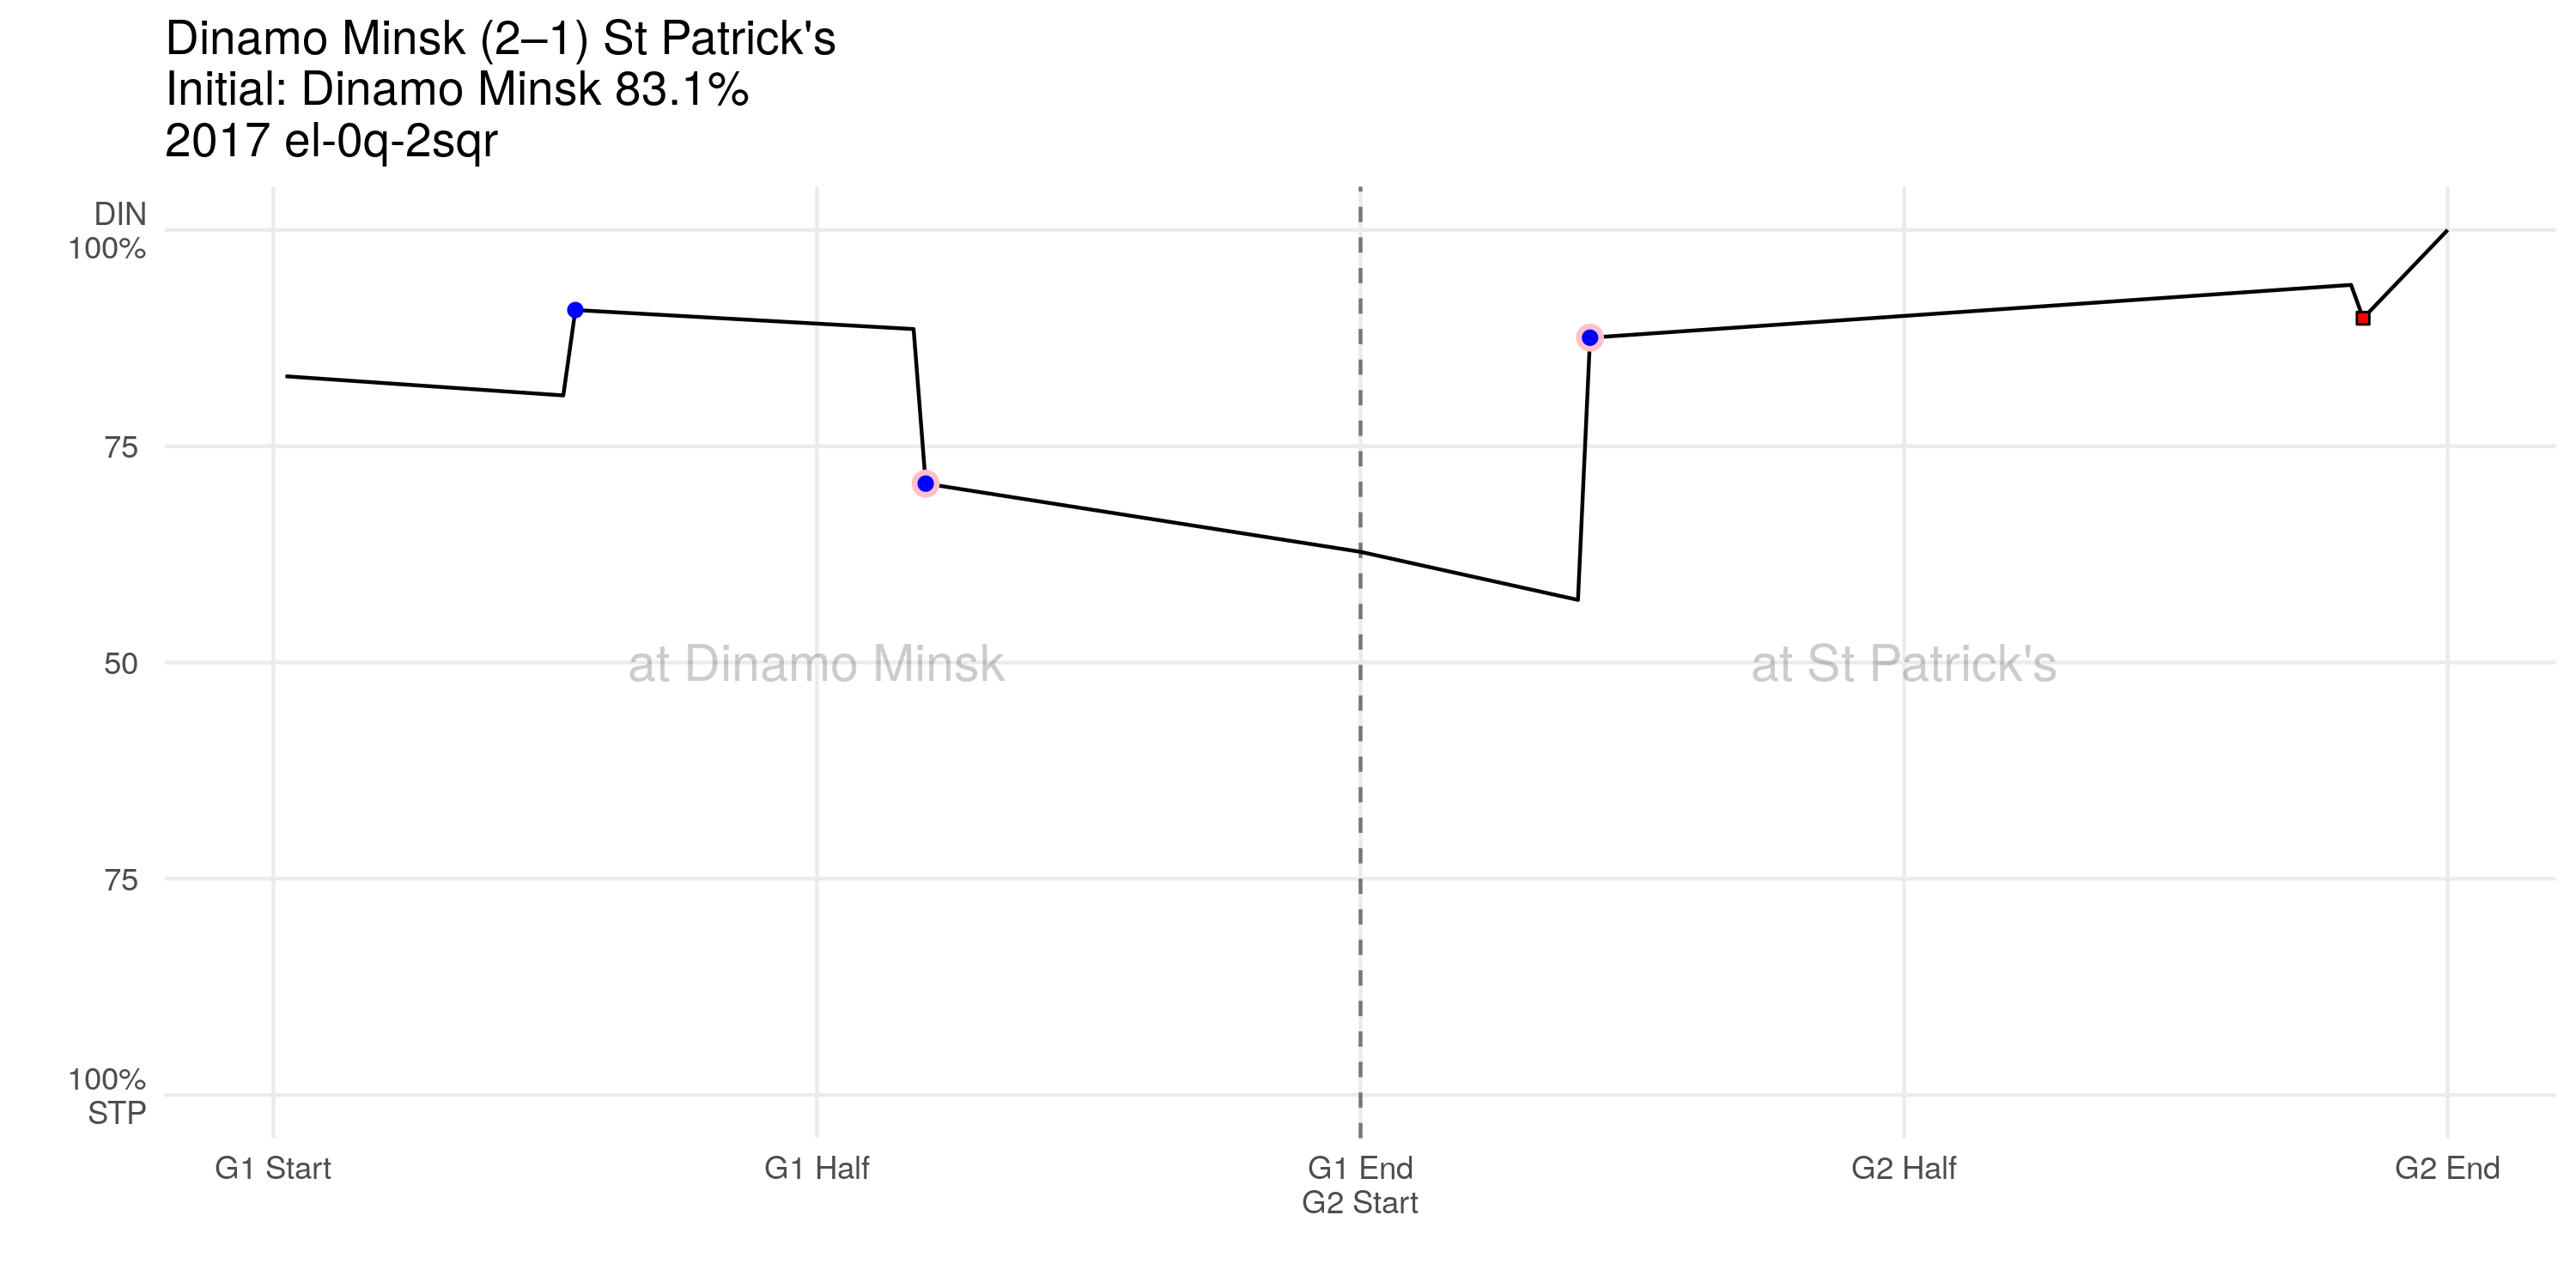 Dinamo Minsk (2–1) St Patrick's
Initial: Dinamo Minsk 83.1%
2017 el-0q-2sqr
DIN
100%
75
50
75
100%
STP
at Dinamo Minsk
at St Patrick's
G1 Start
G1 Half
G1 End
G2 Start
G2 Half
G2 End